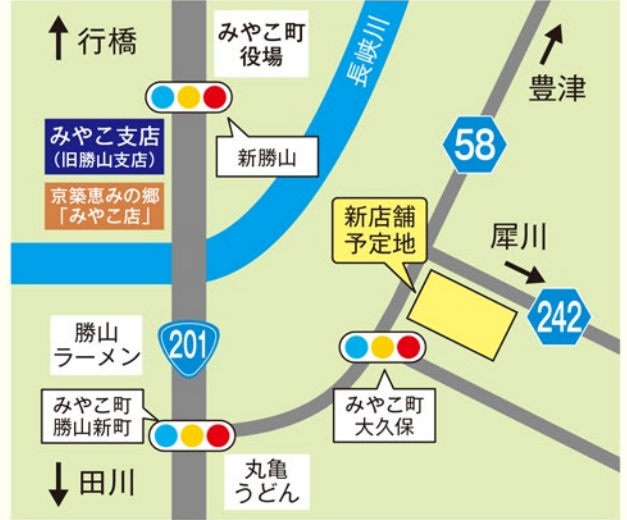 行橋
みやこ町
役場
長峡川
豊津
みやこ支店
(旧勝山支店)
新勝山
58
京築恵みの郷
「みやこ店」
新店舗
予定地
犀川
242
勝山
ラーメン
201
みやこ町
勝山新町
みやこ町
大久保
田川
丸亀
うどん